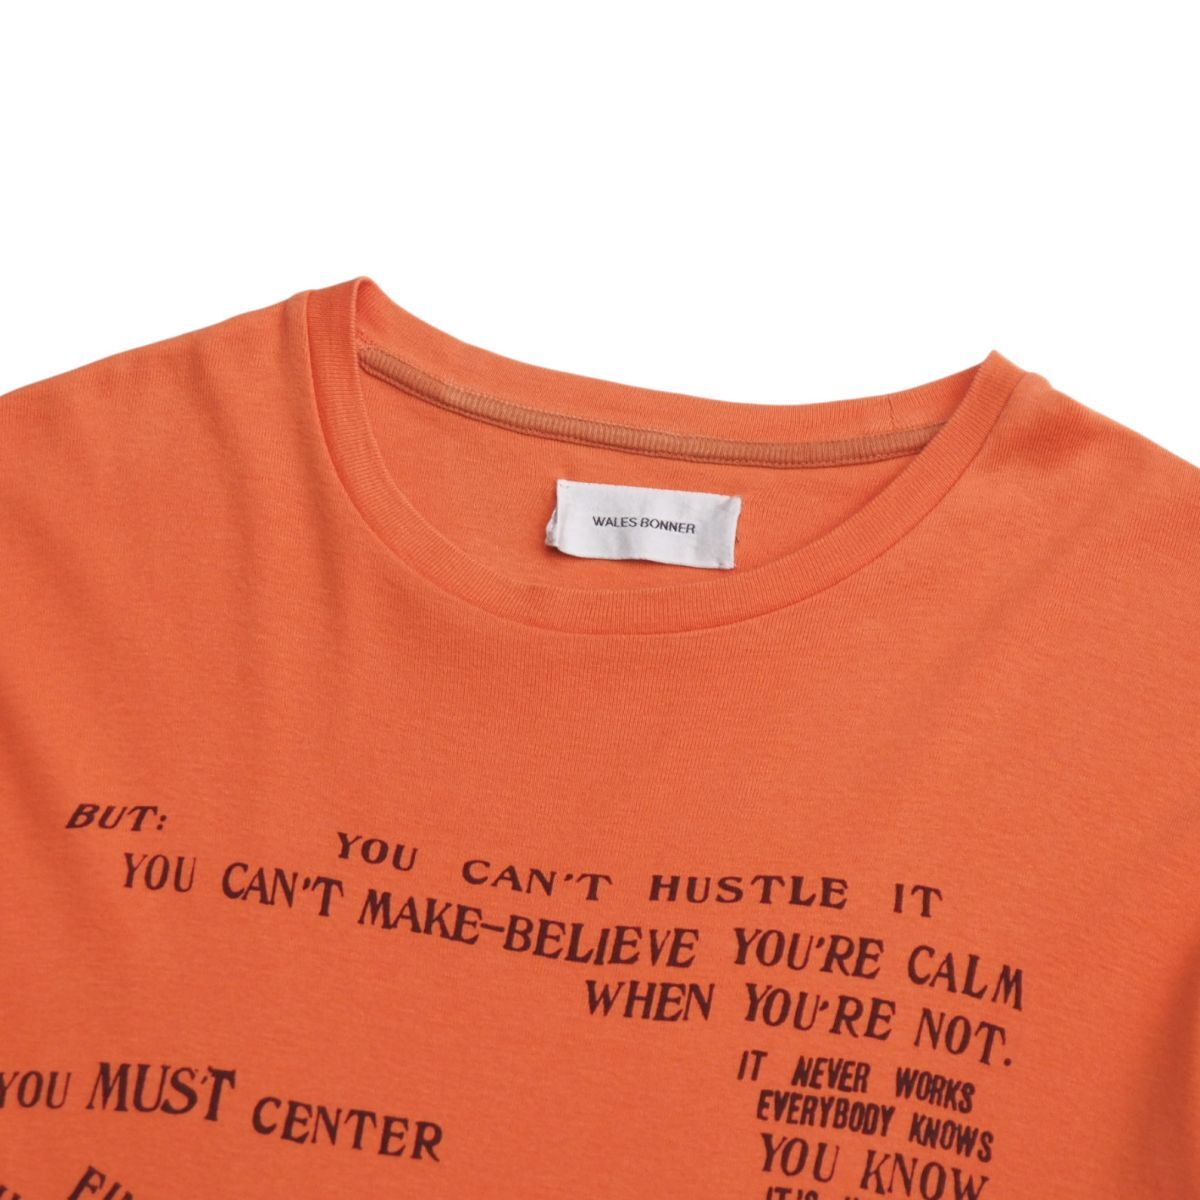 WALES BONNER
BUT:
YOU CAN'T HUSTLE IT
YOU CAN'T MAKE-BELIEVE YOU'RE CALM
WHEN YOU'RE NOT.
IT NEVER WORKS
EVERYBODY KNOWS
YOU KNOW
IT'S
YOU MUST CENTER